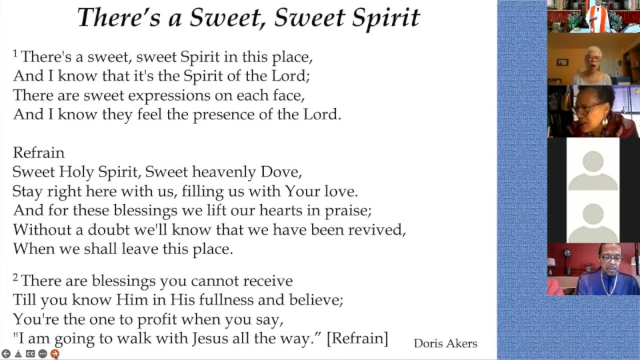 There's a Sweet, Sweet Spirit
1 There's a sweet, sweet Spirit in this place,
And I know that it's the Spirit of the Lord;
There are sweet expressions on each face,
And I know they feel the presence of the Lord.
Refrain
Sweet Holy Spirit, Sweet heavenly Dove,
Stay right here with us, filling us with Your love.
And for these blessings we lift our hearts in praise;
Without a doubt we'll know that we have been revived,
When we shall leave this place.
2 There are blessings you cannot receive
Till you know Him in His fullness and believe;
You're the one to profit when you say,
"I am going to walk with Jesus all the way.” [Refrain]
Doris Akers